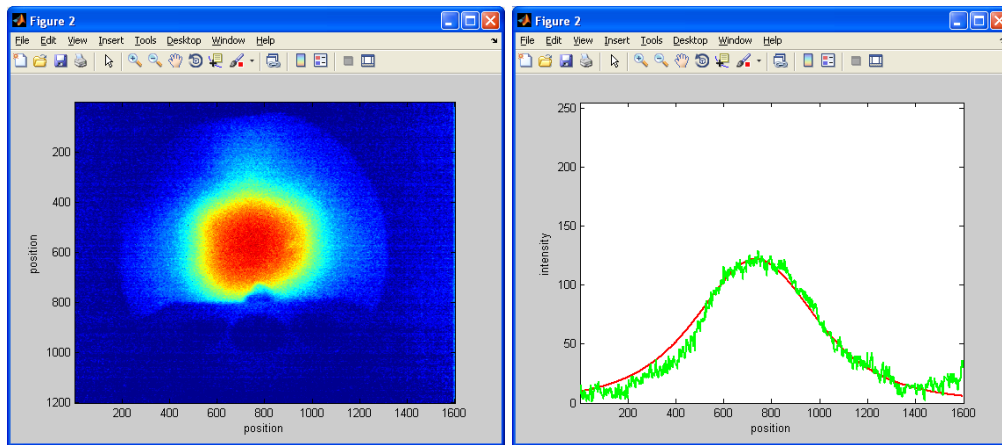 Figure 2
File Edit View Insert Tools Desktop Window Help
200
400
600
800
1000
1200
position
200 400 600 800 1000 1200 1400 1600
position
Figure 2
File Edit View Insert Tools Desktop Window Help
250
200
150
100
50
0
intensity
200 400 600 800 1000 1200 1400 1600
position